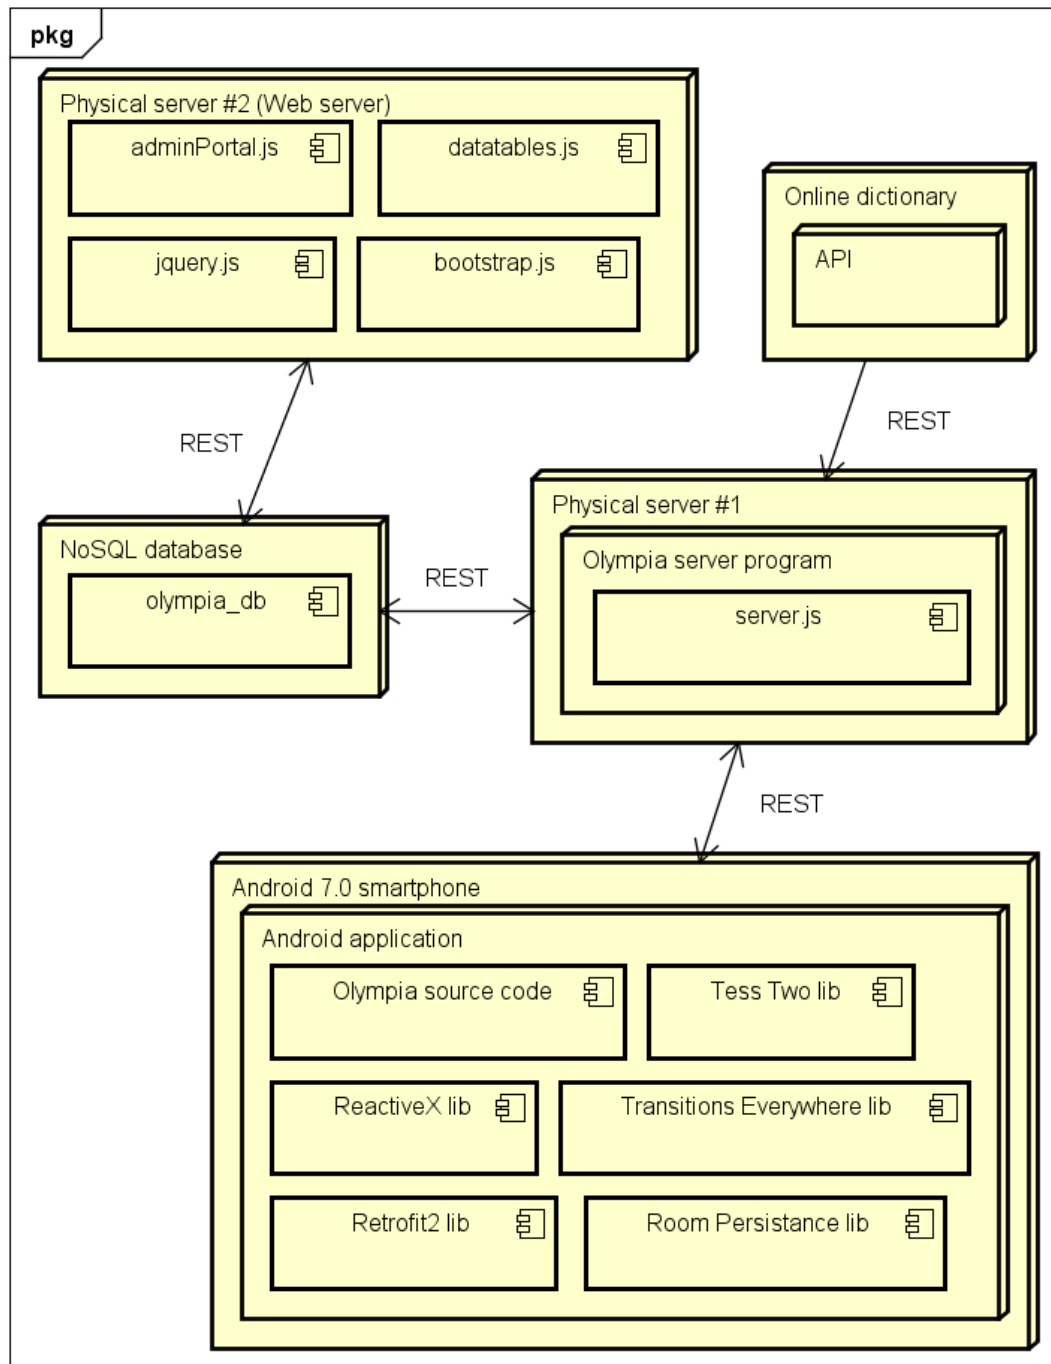 pkg
Physical server #2 (Web server)
adminPortal.js
datatables.js
jquery.js
bootstrap.js
Online dictionary
API
REST
REST
Physical server #1
Olympia server program
server.js
NoSQL database
olympia_db
REST
REST
Android 7.0 smartphone
Android application
Olympia source code
Tess Two lib
ReactiveX lib
Transitions Everywhere lib
Retrofit2 lib
Room Persistance lib